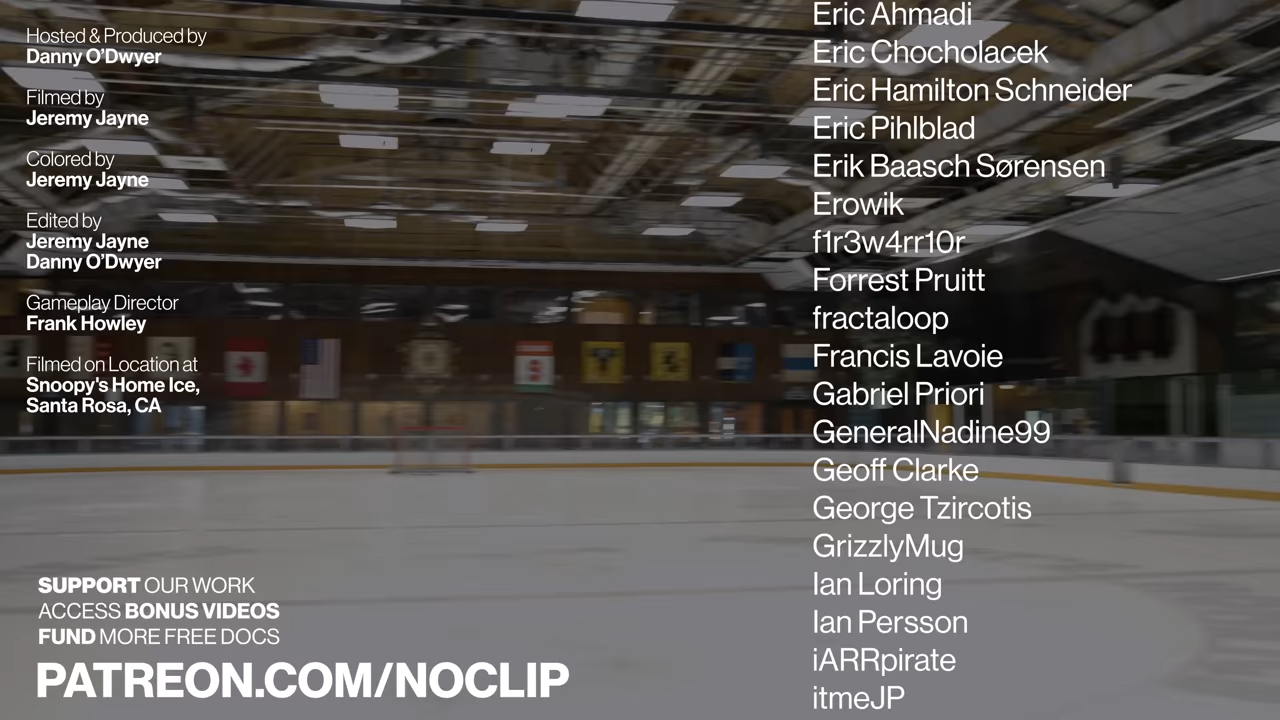 Hosted & Produced by
Danny O'Dwyer
Filmed by
Jeremy Jayne
Colored by
Jeremy Jayne
Edited by
Jeremy Jayne
Danny O'Dwyer
Gameplay Director
Frank Howley
Filmed on Location at
Snoopy's Home Ice,
Santa Rosa, CA
SUPPORT OUR WORK
ACCESS BONUS VIDEOS
FUND MORE FREE DOCS
PATREON.COM/NOCLIP
Eric Ahmadi
Eric Chocholacek
Eric Hamilton Schneider
Eric Pihlblad
Erik Baasch Sørensen
Erowik
f1r3w4rr10r
Forrest Pruitt
fractaloop
Francis Lavoie
Gabriel Priori
GeneralNadine99
Geoff Clarke
George Tzircotis
GrizzlyMug
Ian Loring
Ian Persson
iARRpirate
itmeJP